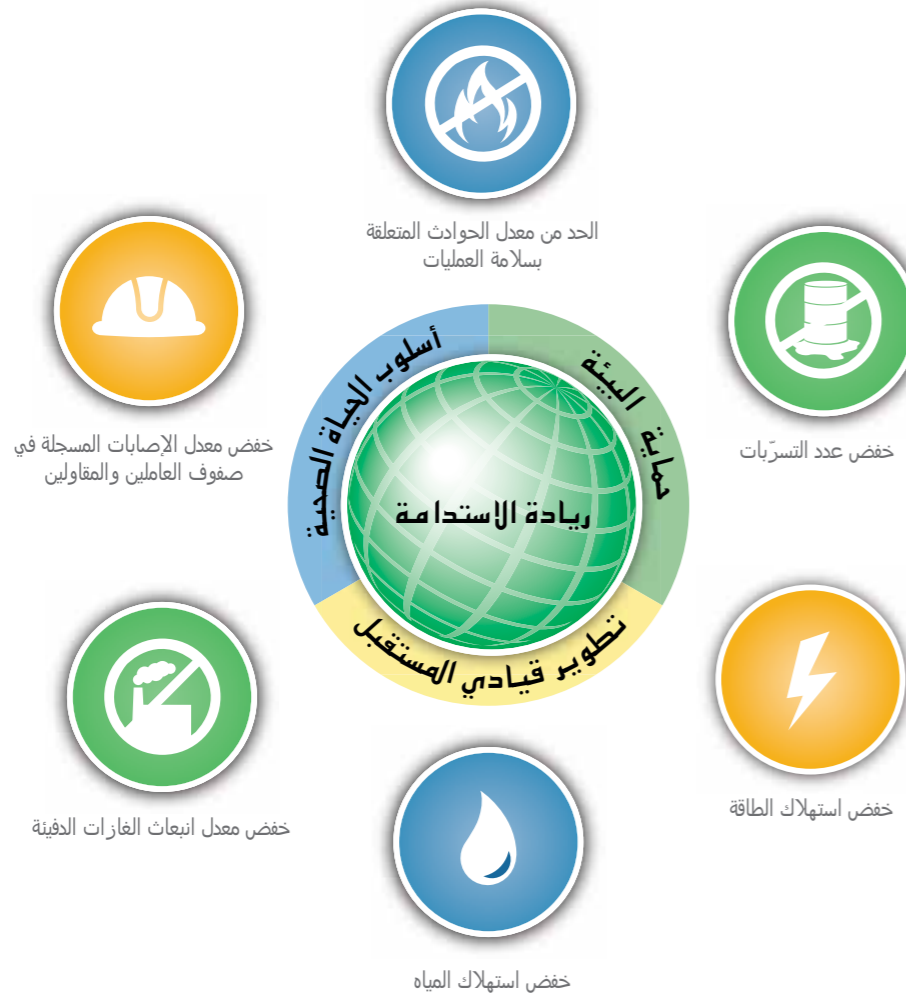 الحد من معدل الحوادث المتعلقة
بسلامة العمليات
خفض عدد التسرّبات
خفض معدل الإصابات المسجلة في
صفوف العاملين والمقاولين
حماية البيئة
أسلوب الحياة الصحية
ريادة الاستدامة
تطوير قيادي المستقبل
خفض استهلاك الطاقة
خفض معدل انبعاث الغازات الدفيئة
خفض استهلاك المياه